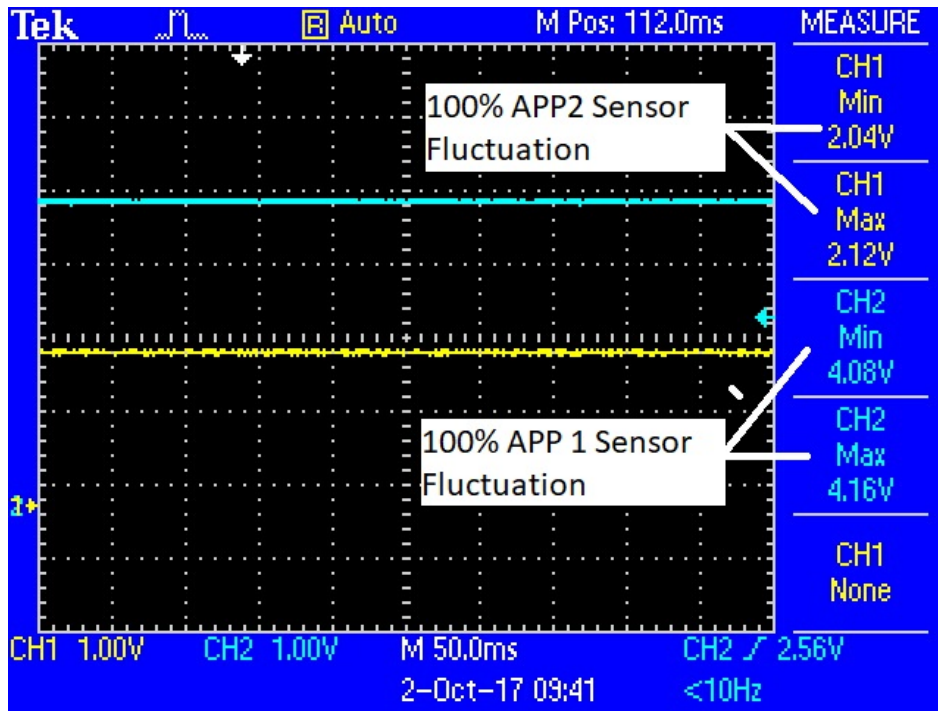 Tek R Auto M Pos: 112.0ms MEASURE
CH1
Min
2.04V
CH1
Max
2.12V
CH2
Min
4.08V
CH2
Max
4.16V
CH1
None
100% APP2 Sensor
Fluctuation
100% APP 1 Sensor
Fluctuation
1
CH1 1.00V CH2 1.00V M 50.0ms CH2 2.56V
2-Oct-17 09:41 <10Hz